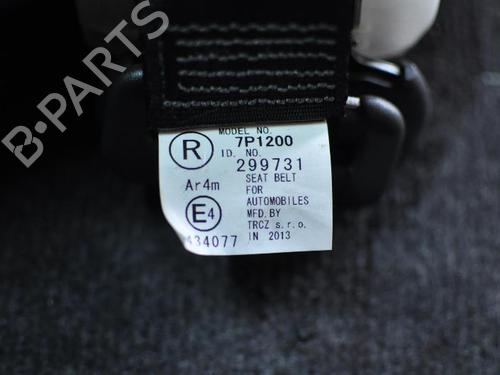 B-PARTS
MODEL NO.
7P1200
R
ID. NO.
299731
Ar4m
SEAT BELT
FOR
AUTOMOBILES
E4
MFD. BY
TRCZ s.r.o.
434077
IN 2013